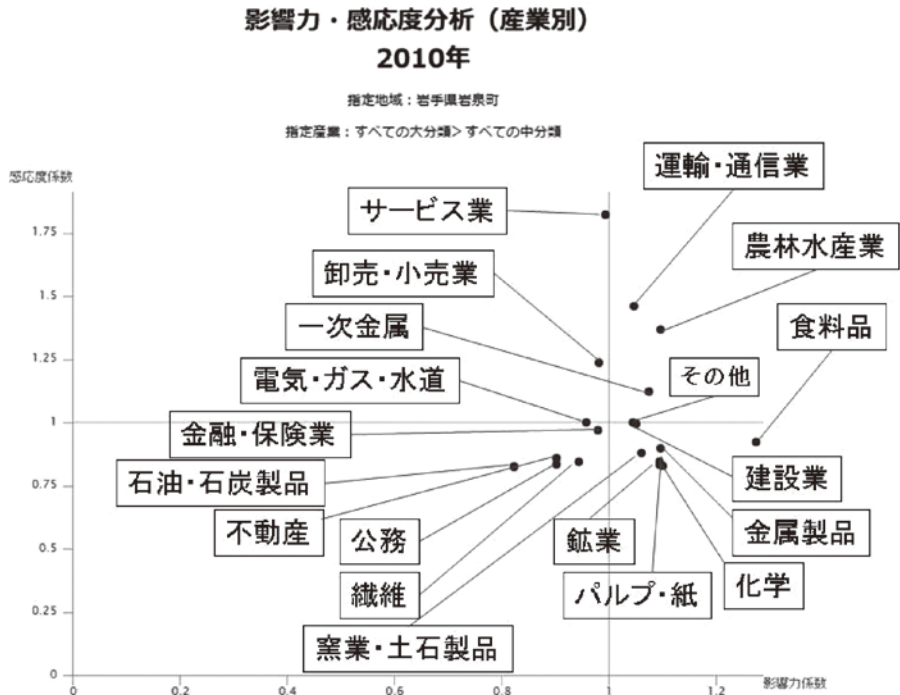 影響力・感応度分析（産業別）
2010年
指定地域：岩手県岩泉町
指定産業：すべての大分類> すべての中分類
感応度係数
運輸・通信業
サービス業
農林水産業
1.75
卸売・小売業
1.5
一次金属
食料品
1.25
電気・ガス・水道
その他
1
金融・保険業
石油・石炭製品
建設業
0.75
不動産
公務
鉱業
金属製品
0.5
繊維
パルプ・紙
化学
0.25
窯業・土石製品
0
0
0.2
0.4
0.6
0.8
1
1.2
影響力係数